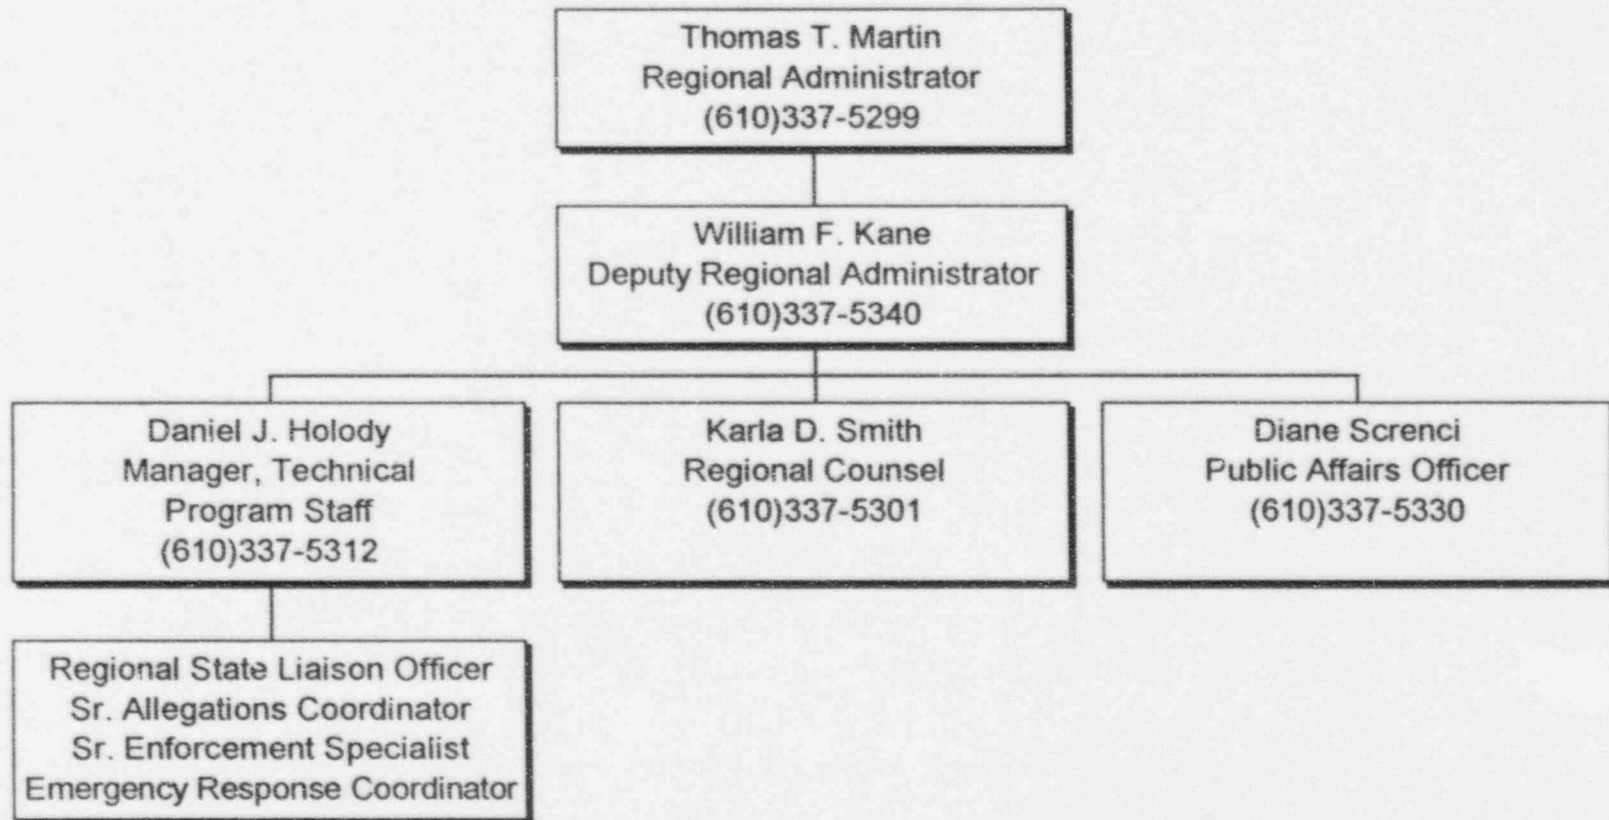 Thomas T. Martin
Regional Administrator
(610)337-5299
William F. Kane
Deputy Regional Administrator
(610)337-5340
Daniel J. Holody
Manager, Technical
Program Staff
(610)337-5312
Karla D. Smith
Regional Counsel
(610)337-5301
Diane Screnci
Public Affairs Officer
(610)337-5330
Regional State Liaison Officer
Sr. Allegations Coordinator
Sr. Enforcement Specialist
Emergency Response Coordinator